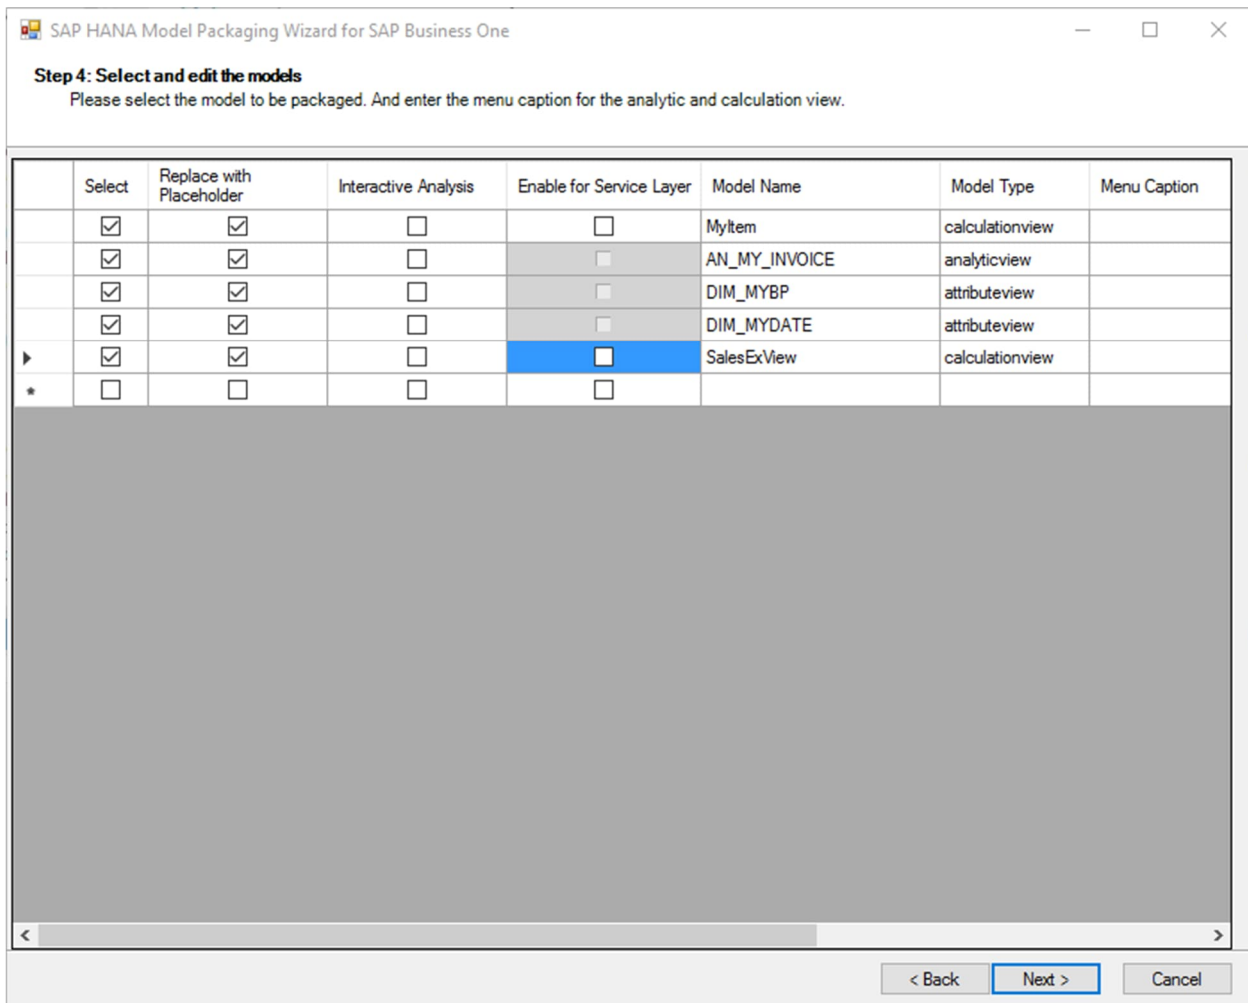 SAP HANA Model Packaging Wizard for SAP Business One
Step 4: Select and edit the models
Please select the model to be packaged. And enter the menu caption for the analytic and calculation view.
Select Replace with Placeholder Interactive Analysis Enable for Service Layer Model Name Model Type Menu Caption
MyItem calculationview
AN_MY_INVOICE analyticview
DIM_MYBP attributeview
DIM_MYDATE attributeview
SalesExView calculationview
< Back Next > Cancel